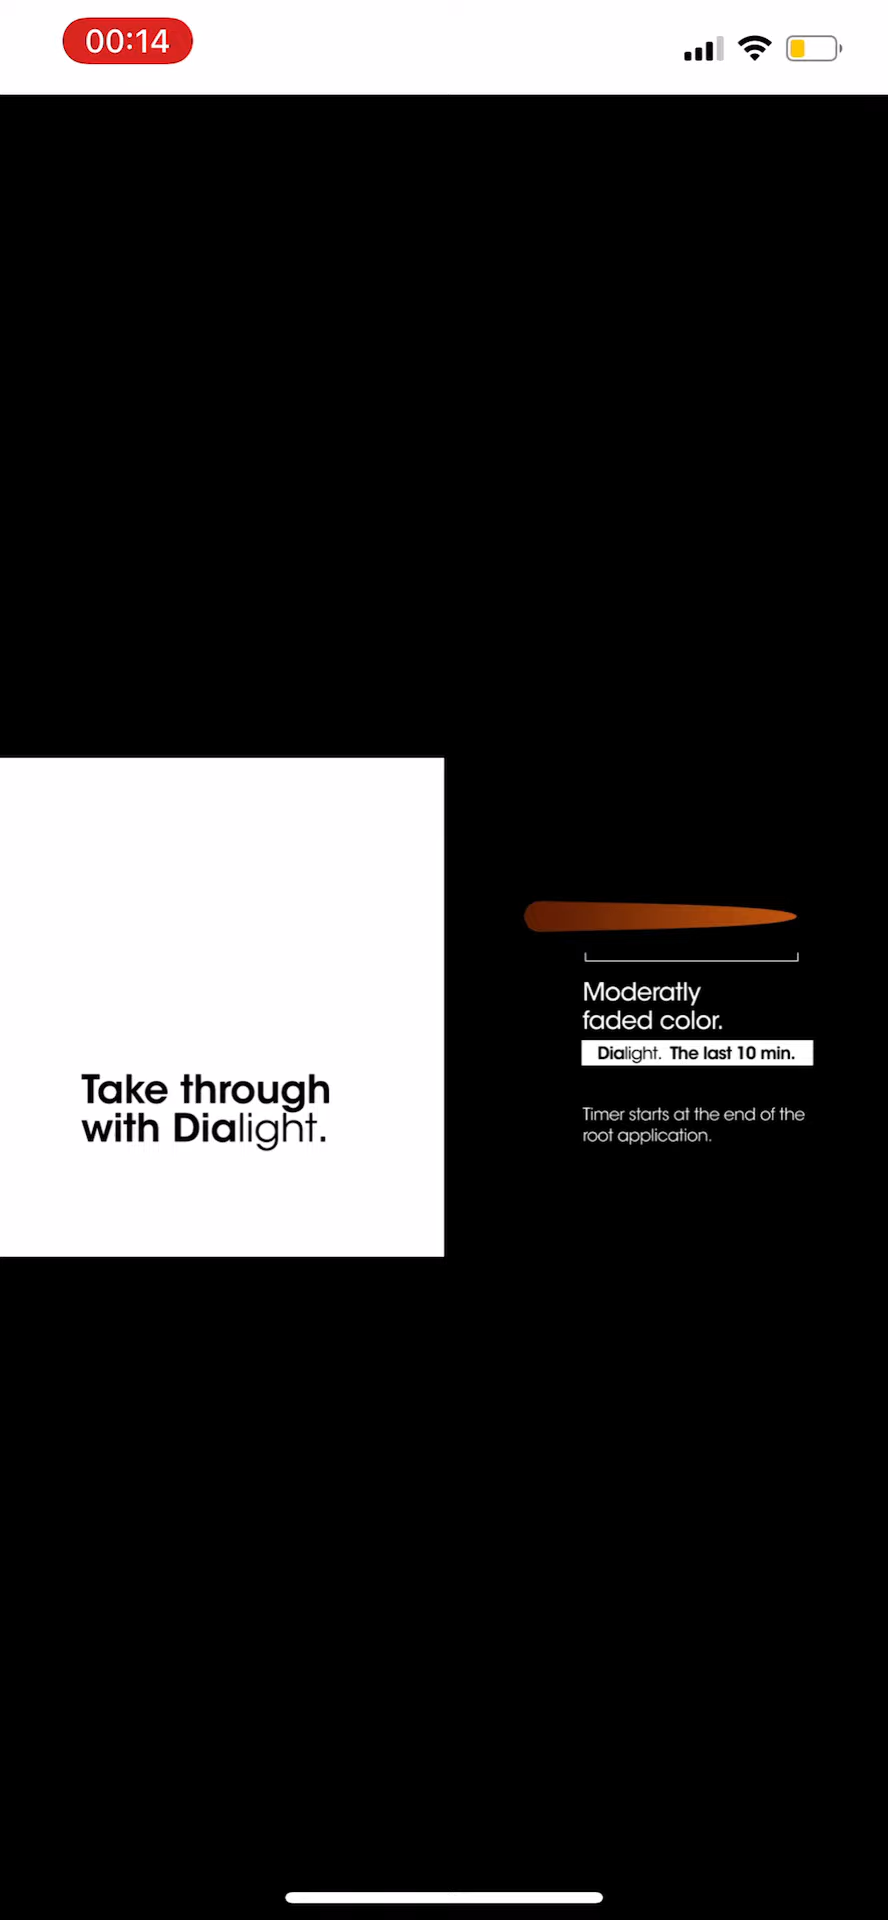 00:14
Take through
with Dialight.
Moderatly
faded color.
Dialight. The last 10 min.
Timer starts at the end of the
root application.